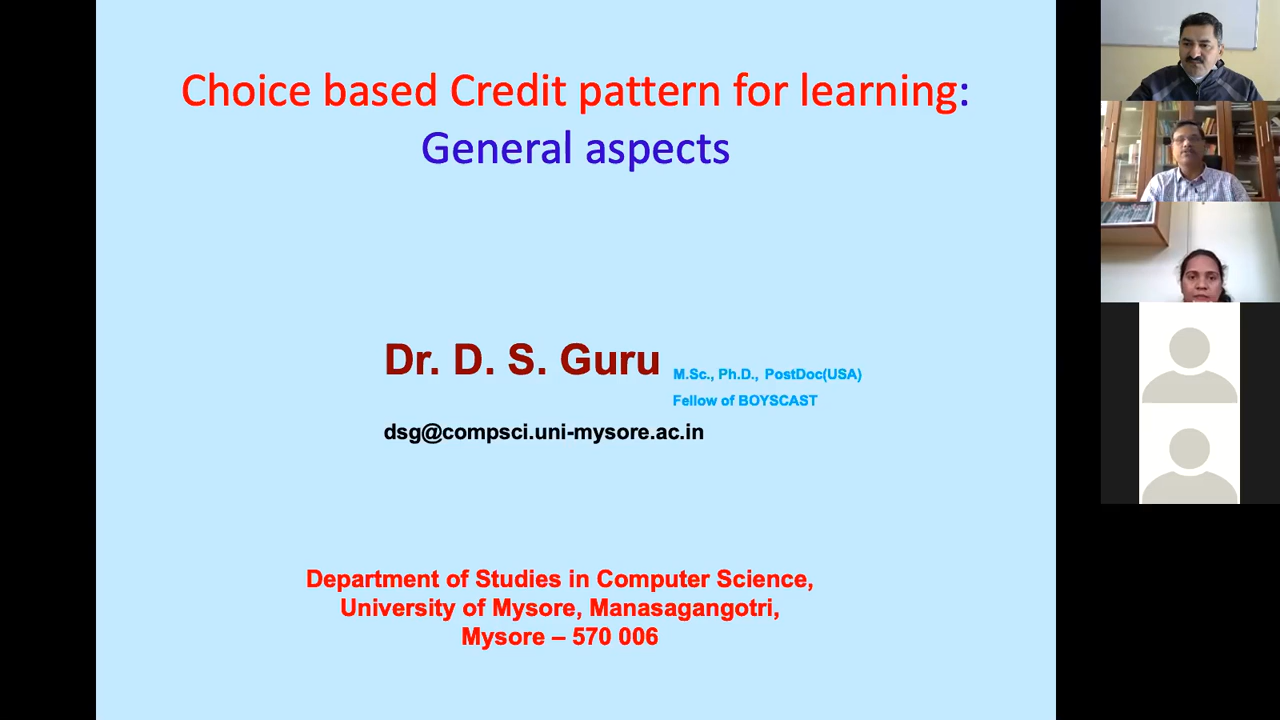 Choice based Credit pattern for learning:
General aspects
Dr. D. S. Guru M.Sc., Ph.D., PostDoc(USA)
Fellow of BOYSCAST
dsg@compsci.uni-mysore.ac.in
Department of Studies in Computer Science,
University of Mysore, Manasagangotri,
Mysore – 570 006